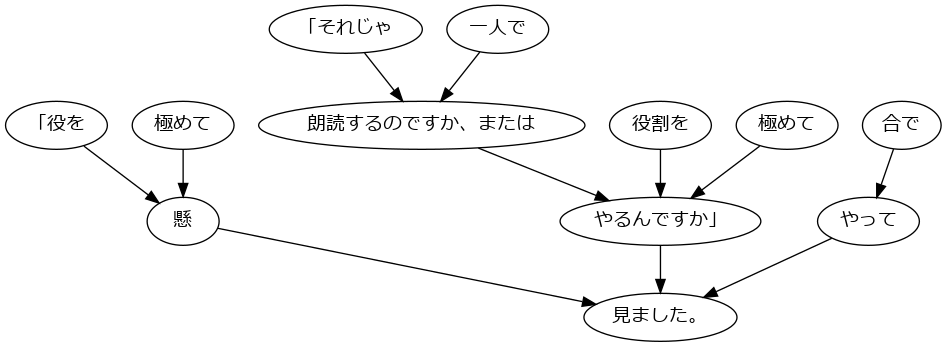 「それじゃ 一人で
「役を 極めて 朗読するのですか、または 役割を 極めて 合で
懸 やるんですか」 やって
見ました。